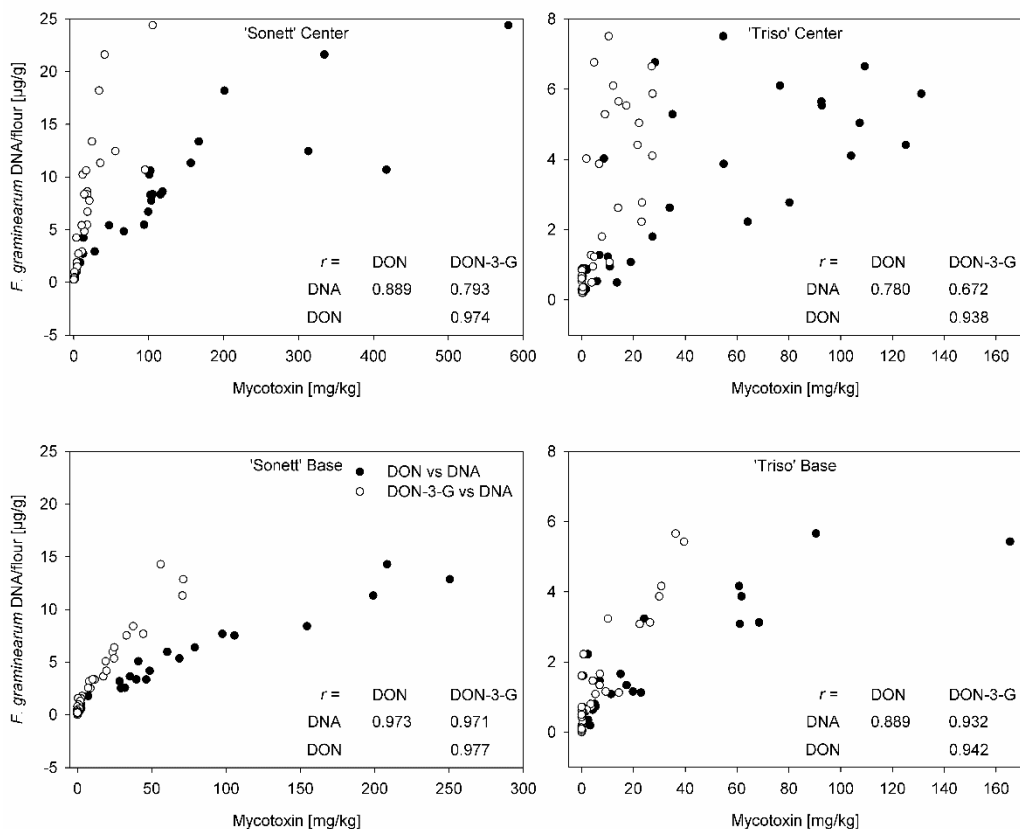 'Sonett' Center
25
20
15
10
5
0
-5
F. graminearum DNA/flour [µg/g]
r = DON DON-3-G
DNA 0.889 0.793
DON 0.974
0 100 200 300 400 500 600
Mycotoxin [mg/kg]
'Triso' Center
8
6
4
2
0
r = DON DON-3-G
DNA 0.780 0.672
DON 0.938
0 20 40 60 80 100 120 140 160
Mycotoxin [mg/kg]
'Sonett' Base
DON vs DNA
DON-3-G vs DNA
25
20
15
10
5
0
-5
F. graminearum DNA/flour [µg/g]
r = DON DON-3-G
DNA 0.973 0.971
DON 0.977
0 50 100 150 200 250 300
Mycotoxin [mg/kg]
'Triso' Base
8
6
4
2
0
r = DON DON-3-G
DNA 0.889 0.932
DON 0.942
0 20 40 60 80 100 120 140 160
Mycotoxin [mg/kg]